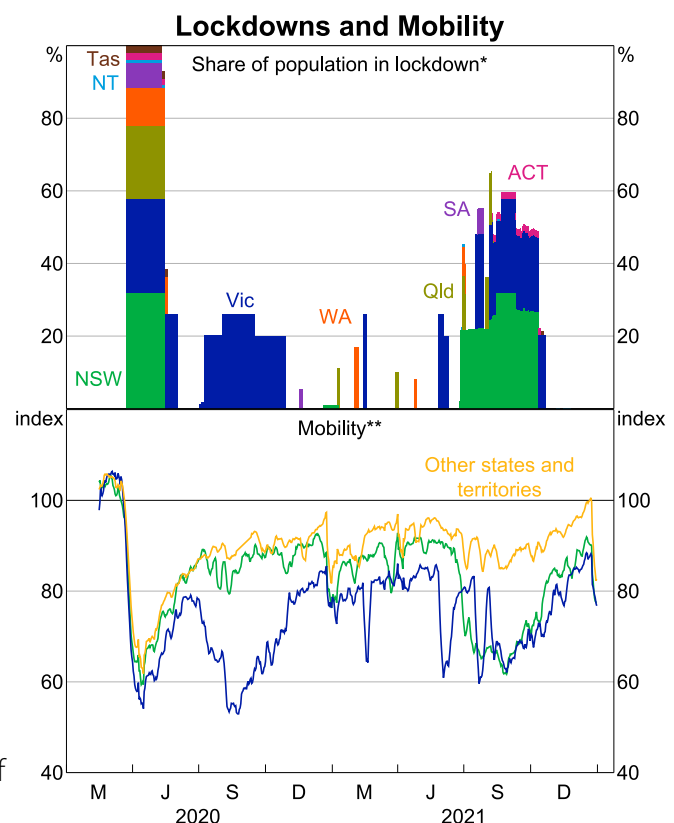 Lockdowns and Mobility
% %
Share of population in lockdown*
Tas
NT
80 80
ACT
60 60
SA
40 40
Qld
Vic
WA
20 20
NSW
index index
Mobility**
Other states and
territories
100 100
80 80
60 60
f
40 40
M J S D M J S D
2020 2021